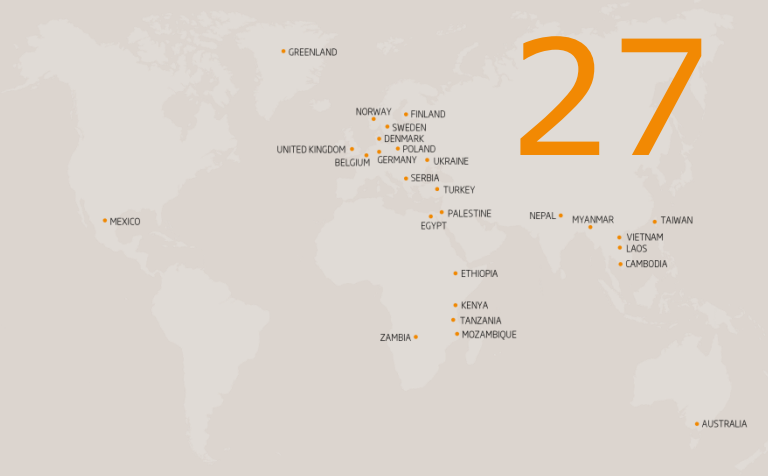 27
GREENLAND
NORWAY
FINLAND
SWEDEN
DENMARK
UNITED KINGDOM
POLAND
BELGIUM
GERMANY
UKRAINE
SERBIA
TURKEY
PALESTINE
EGYPT
MEXICO
NEPAL
MYANMAR
TAIWAN
VIETNAM
LAOS
CAMBODIA
ETHIOPIA
KENYA
TANZANIA
MOZAMBIQUE
ZAMBIA
AUSTRALIA